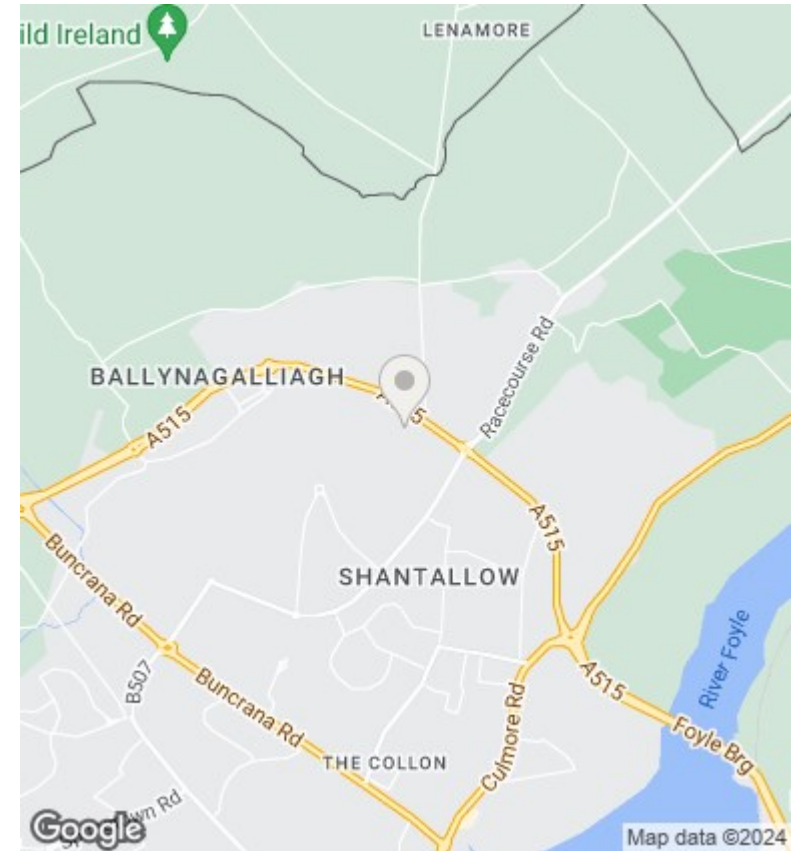 ild Ireland
LENAMORE
Racecourse Rd
BALLYNAGALLIAGH
A515
A515
SHANTALLOW
Buncrana Rd
B507
Buncrana Rd
A515
River Foyle
Foyle Brg
Culmore Rd
THE COLLON
Google
Map data ©2024